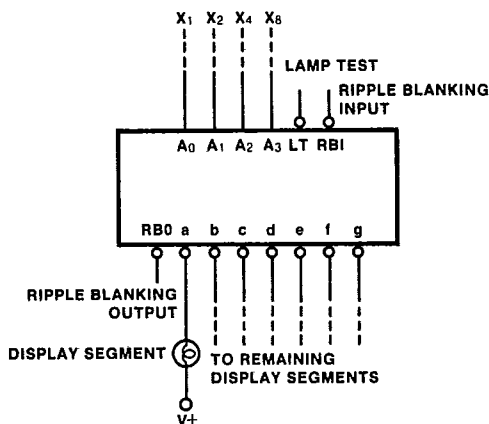 X1 X2 X4 X8
LAMP TEST
RIPPLE BLANKING
INPUT
A0 A1 A2 A3 LT RBI
RB0 a b c d e f g
RIPPLE BLANKING
OUTPUT
DISPLAY SEGMENT
TO REMAINING
DISPLAY SEGMENTS
V+